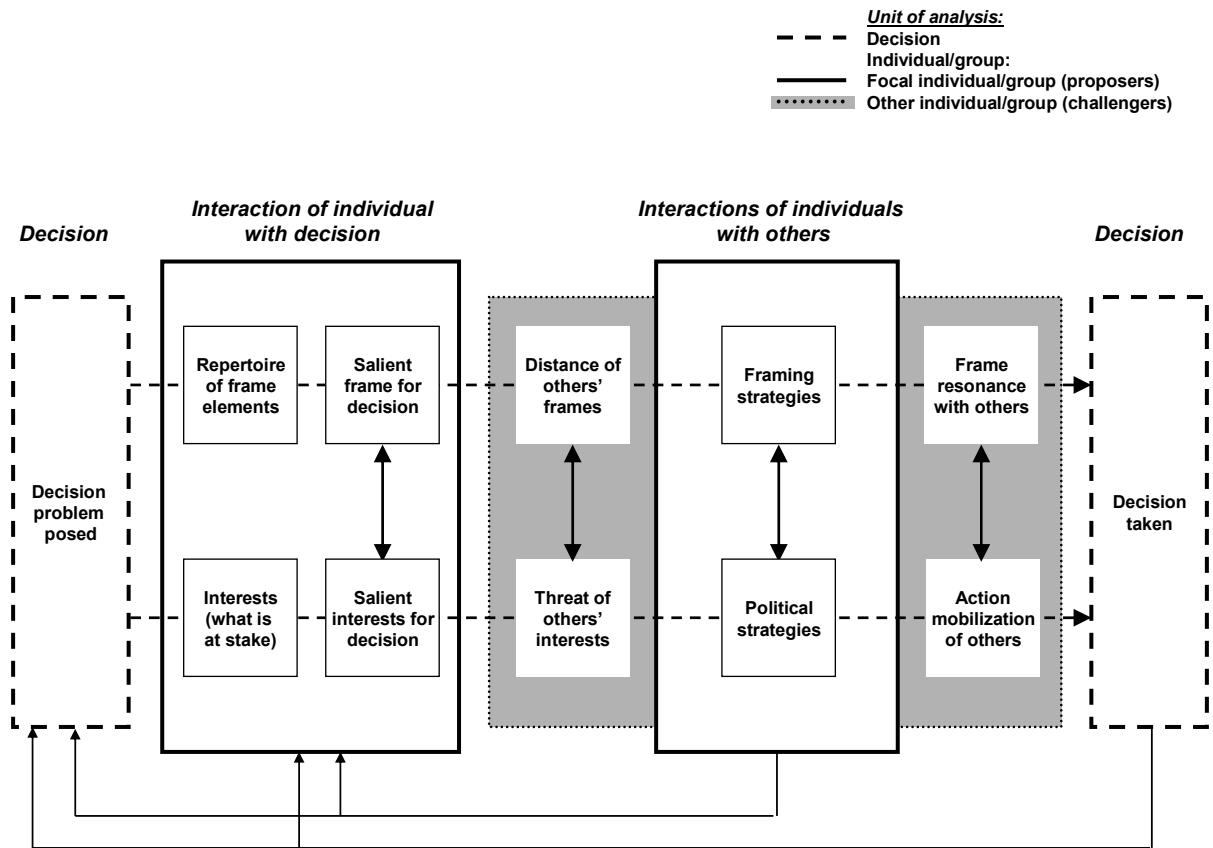 Unit of analysis:
Decision
Individual/group:
Focal individual/group (proposers)
Other individual/group (challengers)
Decision
Interaction of individual
with decision
Interactions of individuals
with others
Decision
Decision
problem
posed
Repertoire
of frame
elements
Salient
frame for
decision
Distance of
others’
frames
Framing
strategies
Frame
resonance
with others
Interests
(what is
at stake)
Salient
interests for
decision
Threat of
others’
interests
Political
strategies
Action
mobilization
of others
Decision
taken